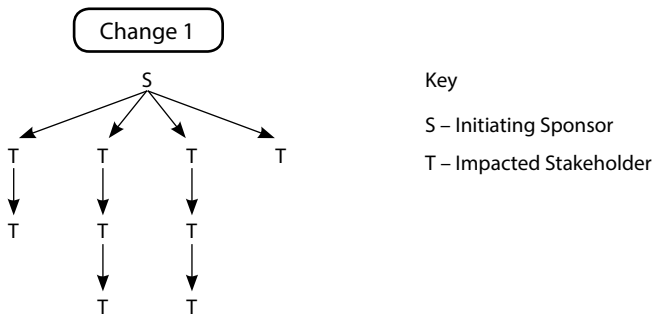 Change 1
S
Key
S – Initiating Sponsor
T T T T
T – Impacted Stakeholder
T T T
T T